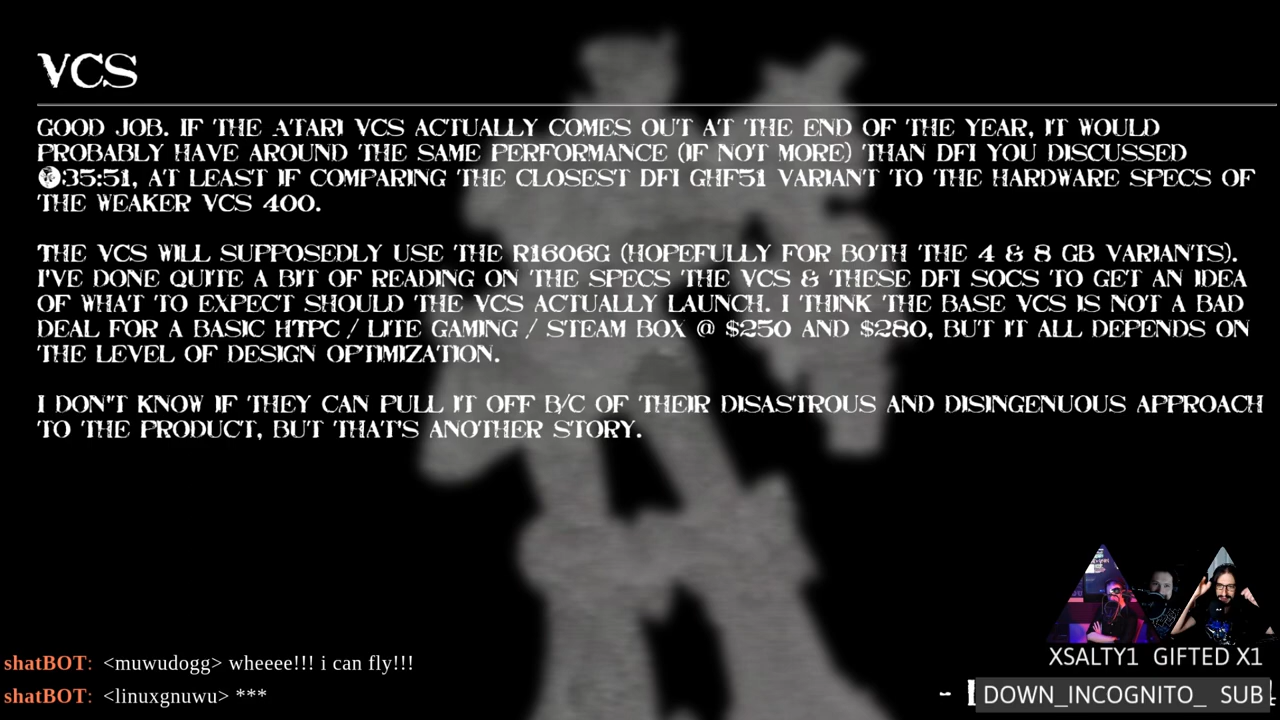 VCS
GOOD JOB. IF THE ATARI VCS ACTUALLY COMES OUT AT THE END OF THE YEAR, IT WOULD
PROBABLY HAVE AROUND THE SAME PERFORMANCE (IF NOT MORE) THAN DFI YOU DISCUSSED
@35:51, AT LEAST IF COMPARING THE CLOSEST DFI GHF51 VARIANT TO THE HARDWARE SPECS OF
THE WEAKER VCS 400.
THE VCS WILL SUPPOSEDLY USE THE R1606G (HOPEFULLY FOR BOTH THE 4 & 8 GB VARIANTS).
I'VE DONE QUITE A BIT OF READING ON THE SPECS THE VCS & THESE DFI SOCS TO GET AN IDEA
OF WHAT TO EXPECT SHOULD THE VCS ACTUALLY LAUNCH. I THINK THE BASE VCS IS NOT A BAD
DEAL FOR A BASIC HTPC / LITE GAMING / STEAM BOX @ $250 AND $280, BUT IT ALL DEPENDS ON
THE LEVEL OF DESIGN OPTIMIZATION.
I DON'T KNOW IF THEY CAN PULL IT OFF B/C OF THEIR DISASTROUS AND DISINGENUOUS APPROACH
TO THE PRODUCT, BUT THAT'S ANOTHER STORY.
shatBOT: <muwudogg> wheeee!!! i can fly!!!
shatBOT: <linuxgnuwu> ***
XSALTY1 GIFTED X1
- DOWN_INCOGNITO_ SUB